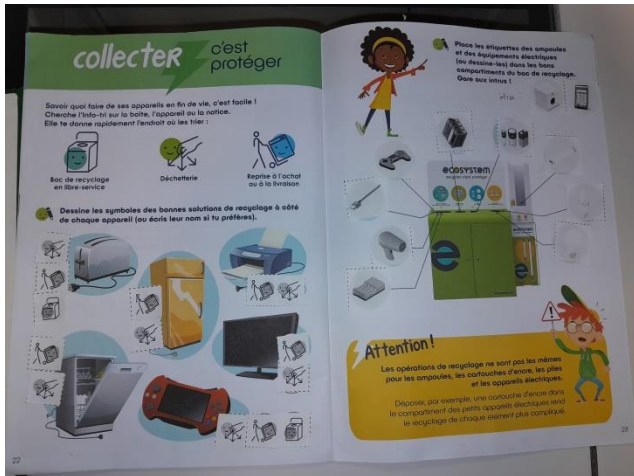 collecter c'est
protéger
Savoir quoi faire de ses appareils en fin de vie, c'est facile !
Cherche l'info-tri sur la boîte, l'appareil ou la notice.
Elle te donne rapidement l'endroit où les trier :
Bac de recyclage
en libre-service
Déchetterie
Reprise à l'achat
ou à la livraison
Dessine les symboles des bonnes solutions de recyclage à côté
de chaque appareil (ou écris leur nom si tu préfères).
22
Place les étiquettes des ampoules
et des équipements électriques
(ou dessine-les) dans les bons
compartiments du bac de recyclage.
Gare aux intrus !
ecosystem
Attention !
Les opérations de recyclage ne sont pas les mêmes
pour les ampoules, les cartouches d'encre, les piles
et les appareils électriques.
Déposer, par exemple, une cartouche d'encre dans
le compartiment des petits appareils électriques rend
le recyclage de chaque élément plus compliqué.
23